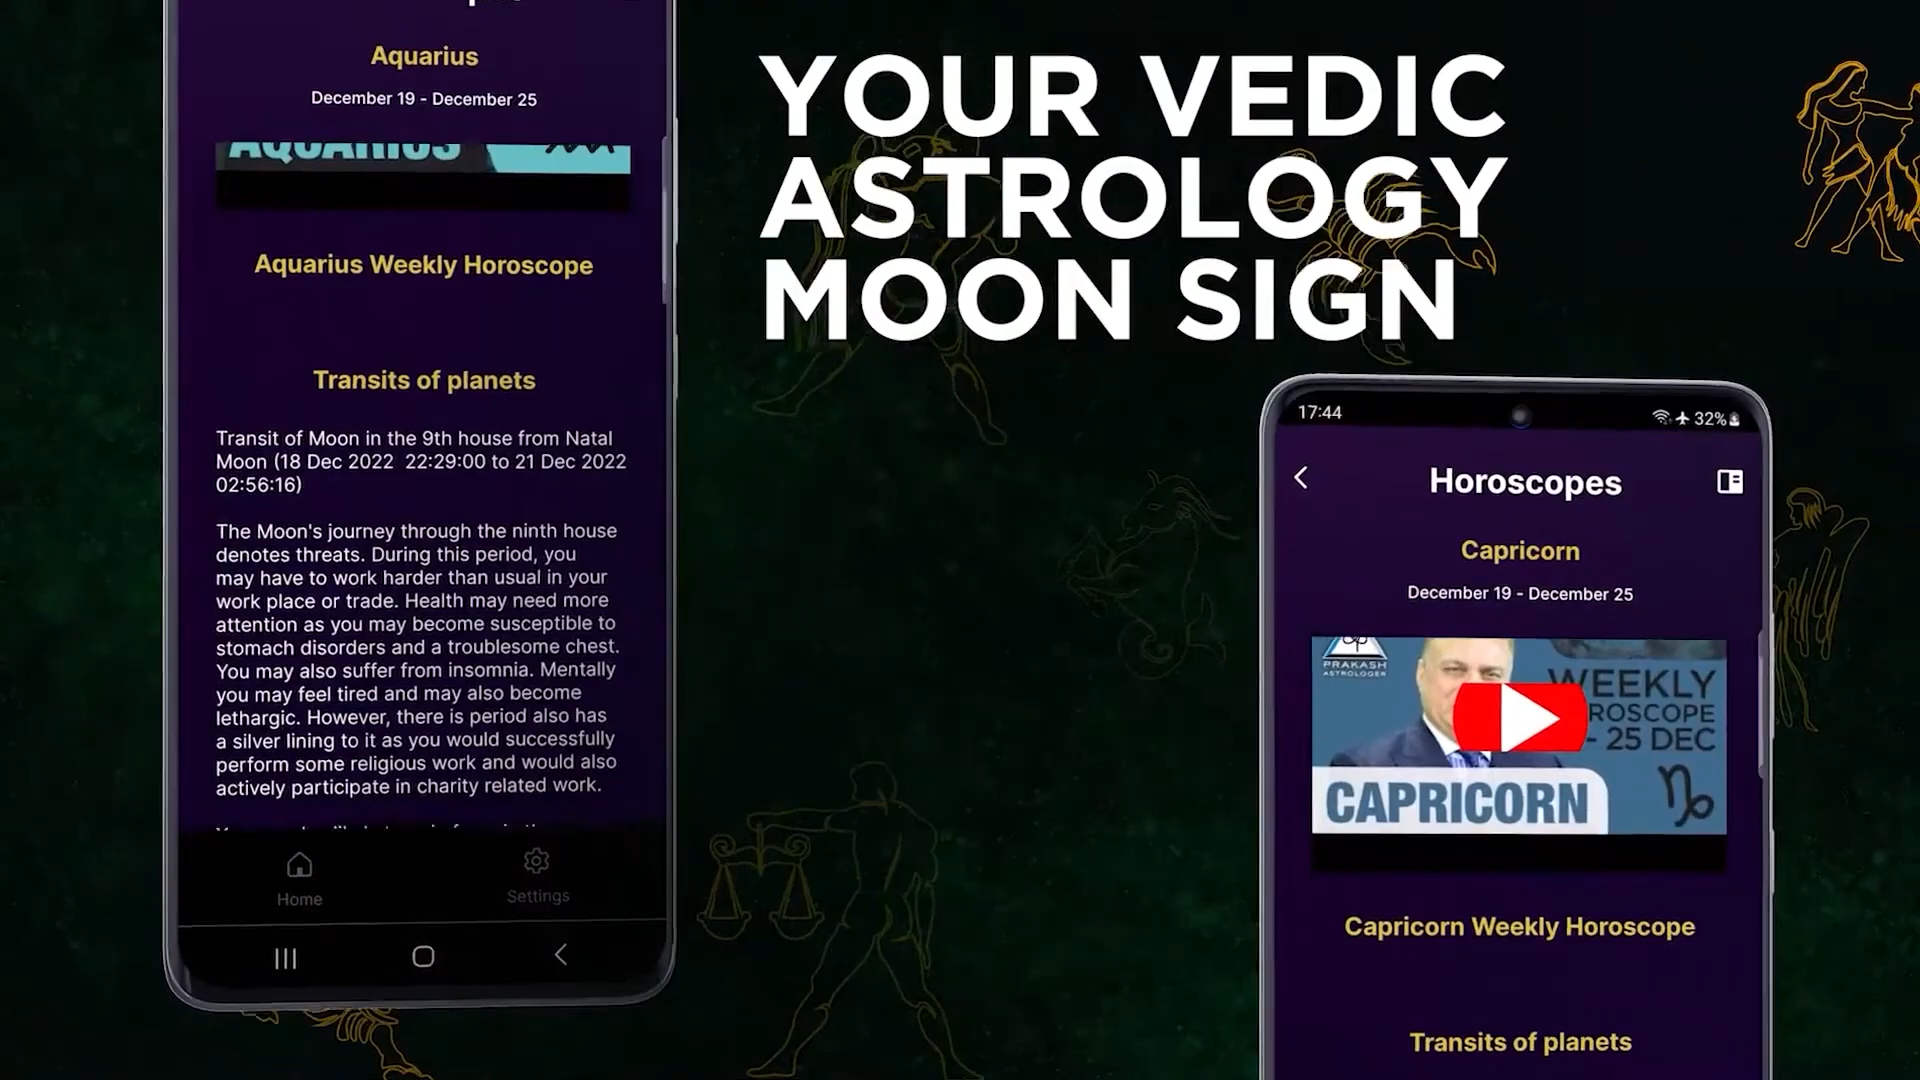 Aquarius
December 19 - December 25
AQUARIUS
Aquarius Weekly Horoscope
Transits of planets
Transit of Moon in the 9th house from Natal
Moon (18 Dec 2022 22:29:00 to 21 Dec 2022
02:56:16)
The Moon's journey through the ninth house
denotes threats. During this period, you
may have to work harder than usual in your
work place or trade. Health may need more
attention as you may become susceptible to
stomach disorders and a troublesome chest.
You may also suffer from insomnia. Mentally
you may feel tired and may also become
lethargic. However, there is period also has
a silver lining to it as you would successfully
perform some religious work and would also
actively participate in charity related work.
Home
Settings
YOUR VEDIC
ASTROLOGY
MOON SIGN
17:44
32%
Horoscopes
Capricorn
December 19 - December 25
PRAKASH
ASTROLOGER
WEEKLY
ROSCOPE
- 25 DEC
CAPRICORN
Capricorn Weekly Horoscope
Transits of planets